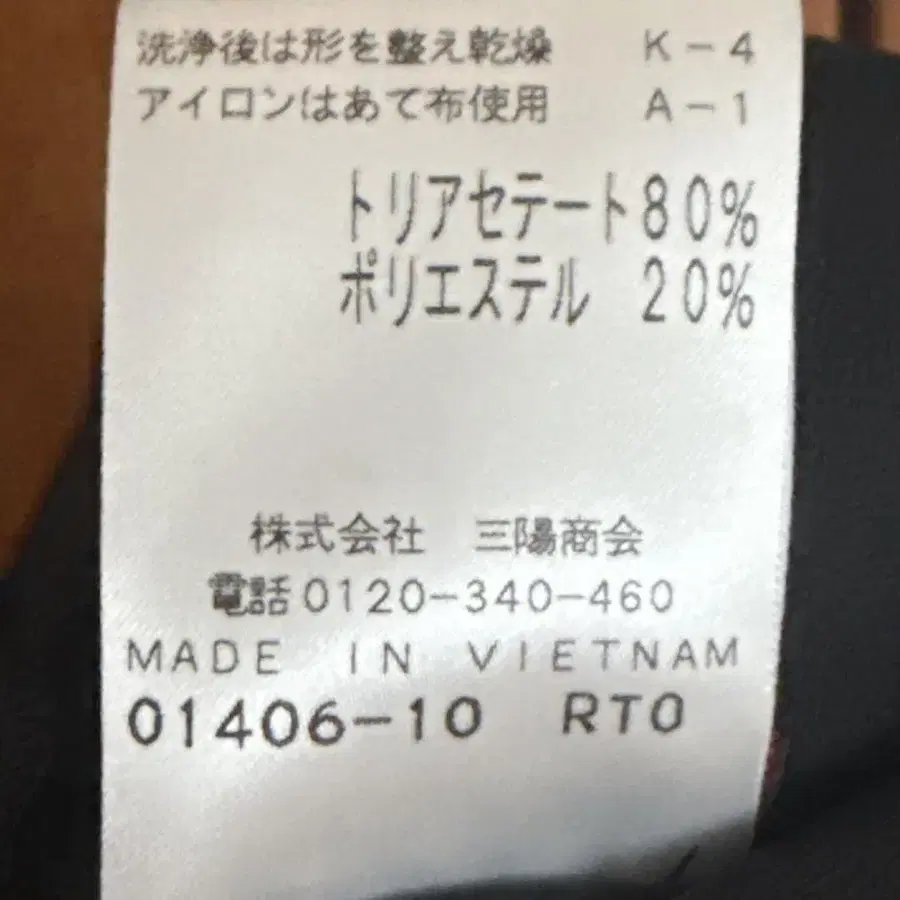 洗浄後は形を整え乾燥 K-4
アイロンはあて布使用 A-1
トリアセテート80%
ポリエステル 20%
株式会社 三陽商会
電話0120-340-460
MADE IN VIETNAM
01406-10 RTO